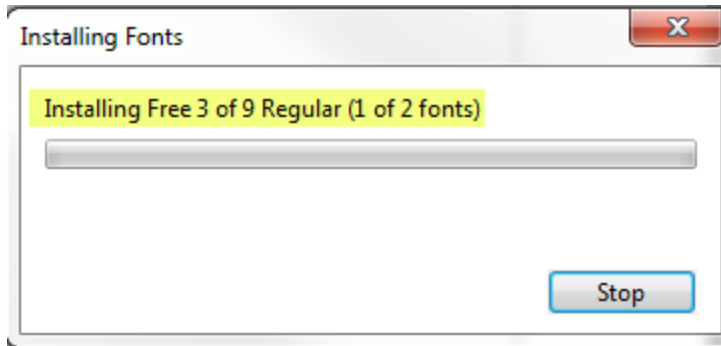 Installing Fonts
Installing Free 3 of 9 Regular (1 of 2 fonts)
Stop